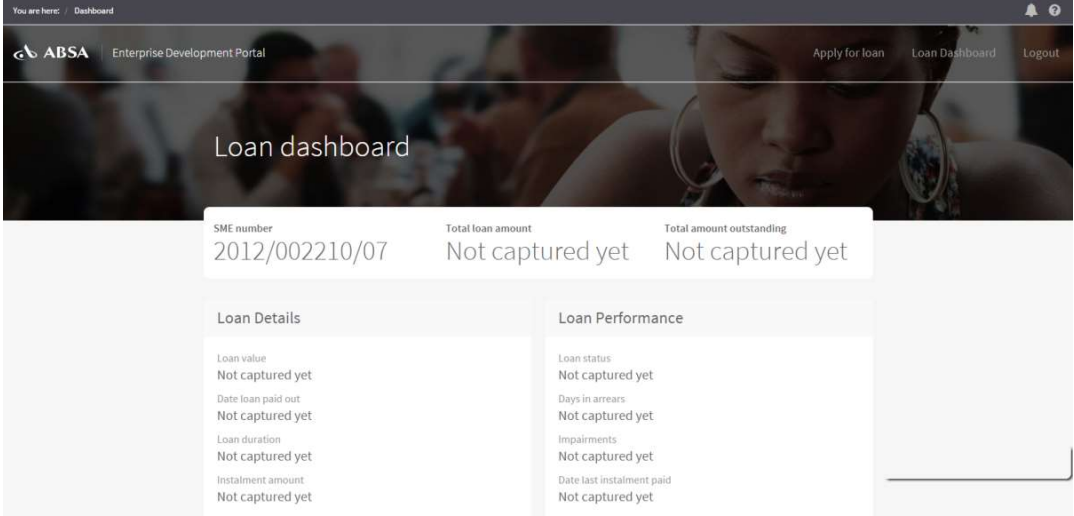 You are here: / Dashboard
ABSA Enterprise Development Portal Apply for loan Loan Dashboard Logout
Loan dashboard
SME number Total loan amount Total amount outstanding
2012/002210/07 Not captured yet Not captured yet
Loan Details
Loan value
Not captured yet
Date loan paid out
Not captured yet
Loan duration
Not captured yet
Instalment amount
Not captured yet
Loan Performance
Loan status
Not captured yet
Days in arrears
Not captured yet
Impairments
Not captured yet
Date last instalment paid
Not captured yet